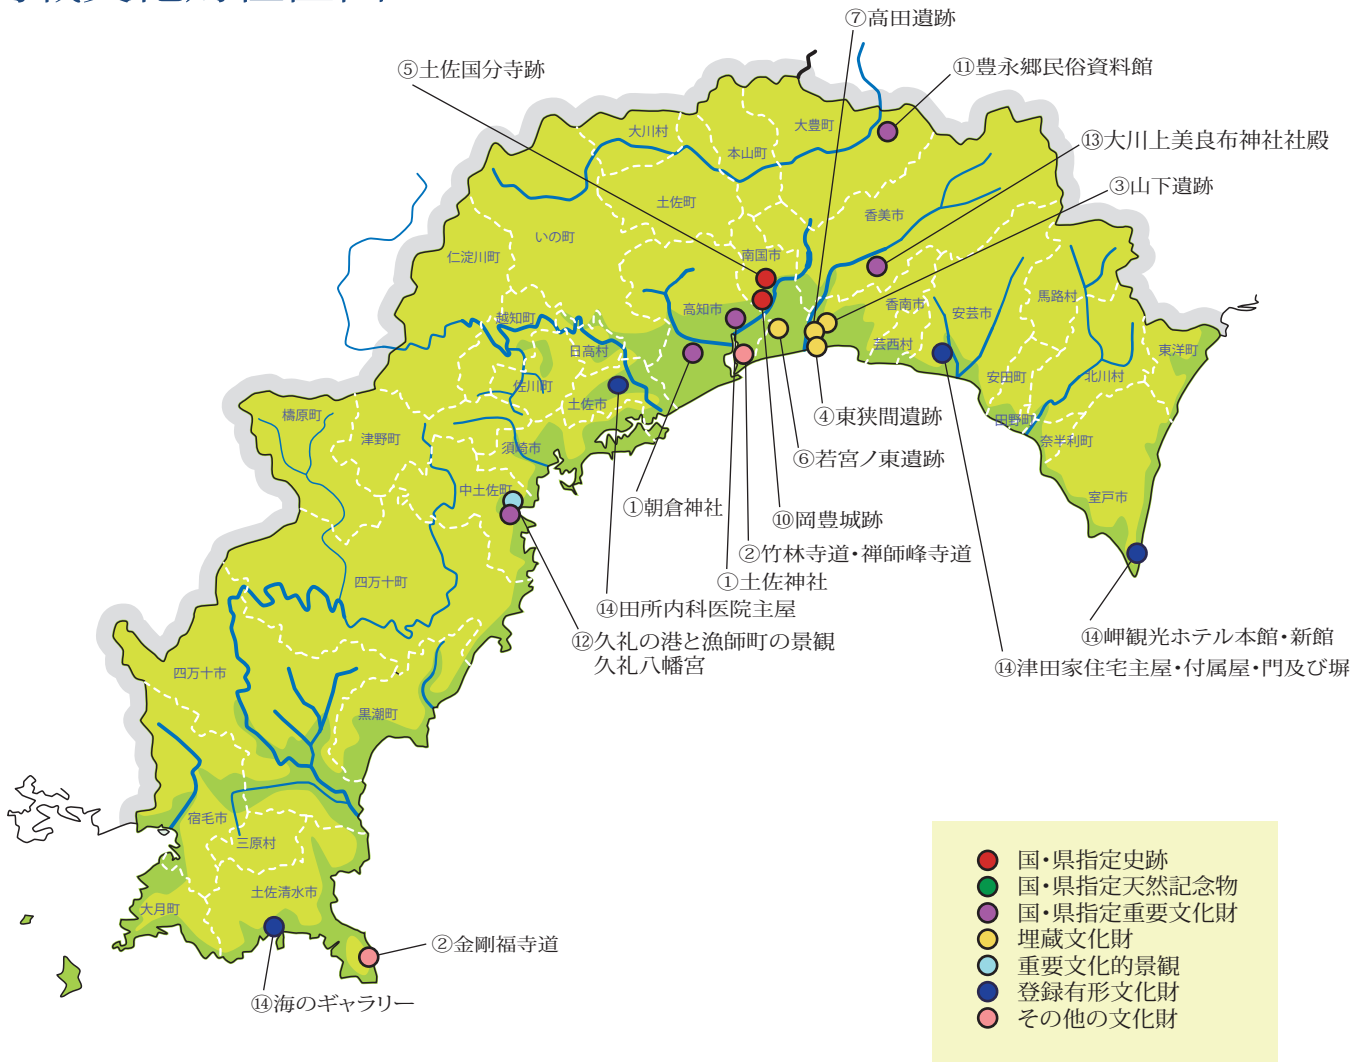 ⑦高田遺跡
⑤土佐国分寺跡
⑪豊永郷民俗資料館
⑬大川上美良布神社社殿
③山下遺跡
大川村
大豊町
本山町
土佐町
香美市
いの町
仁淀川町
南国市
高知市
越知町
日高村
佐川町
土佐市
香南市
安芸市
馬路村
芸西村
東洋町
安田町
北川村
田野町
奈半利町
室戸市
梼原町
津野町
須崎市
中土佐町
四万十町
四万十市
黒潮町
宿毛市
三原村
土佐清水市
大月町
④東狭間遺跡
⑥若宮ノ東遺跡
①朝倉神社
⑩岡豊城跡
②竹林寺道・禅師峰寺道
①土佐神社
⑭田所内科医院主屋
⑫久礼の港と漁師町の景観
久礼八幡宮
⑭岬観光ホテル本館・新館
⑭津田家住宅主屋・付属屋・門及び塀
②金剛福寺道
⑭海のギャラリー
国・県指定史跡
国・県指定天然記念物
国・県指定重要文化財
埋蔵文化財
重要文化的景観
登録有形文化財
その他の文化財